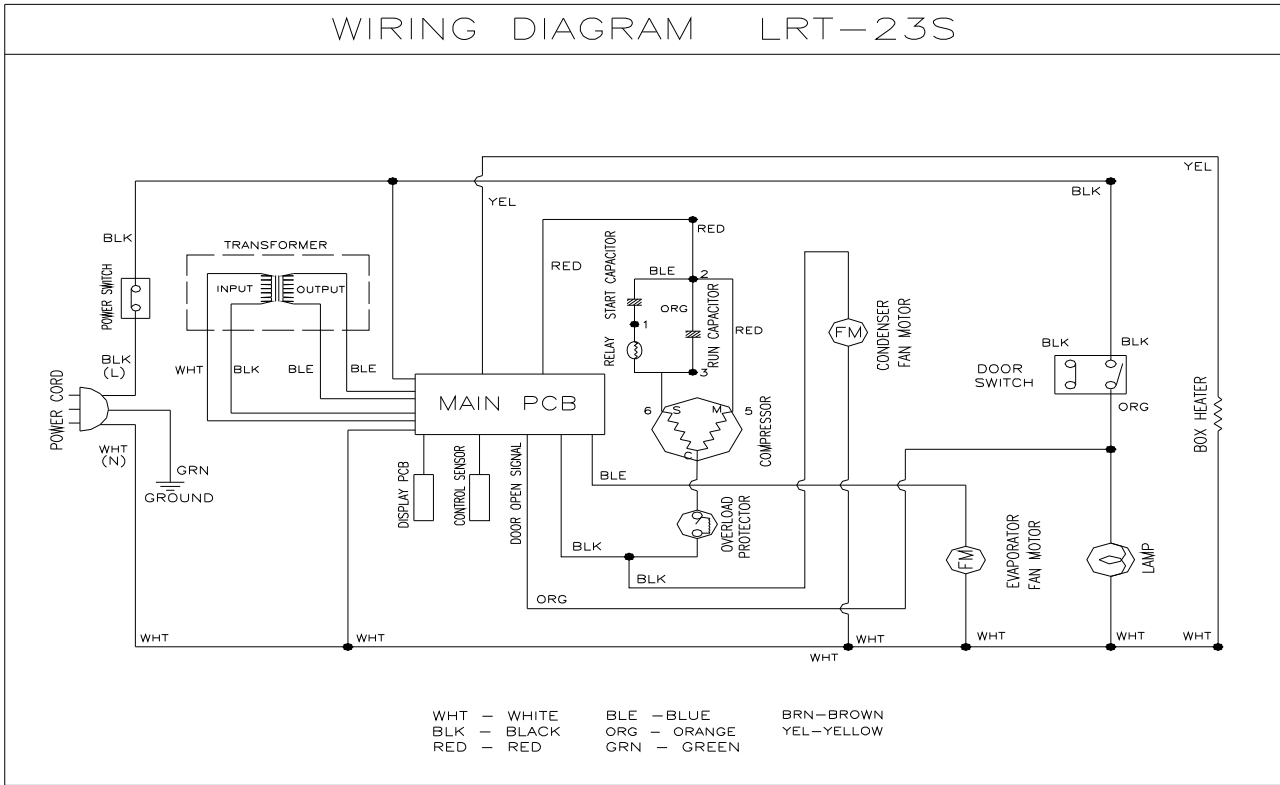 WIRING DIAGRAM LRT-23S
YEL
BLK
YEL
RED
BLK
TRANSFORMER
POWER SWITCH
INPUT
OUTPUT
RED
START CAPACITOR
BLE
2
ORG
RUN CAPACITOR
RED
1
RELAY
3
FM
CONDENSER
FAN MOTOR
BLK
BLK
DOOR
SWITCH
ORG
BOX HEATER
BLK
(L)
WHT
BLK
BLE
BLE
POWER CORD
MAIN PCB
6
S
M
5
C
COMPRESSOR
WHT
(N)
GRN
GROUND
DISPLAY PCB
CONTROL SENSOR
DOOR OPEN SIGNAL
BLE
OVERLOAD
PROTECTOR
BLK
BLK
ORG
FM
EVAPORATOR
FAN MOTOR
LAMP
WHT
WHT
WHT
WHT
WHT
WHT
WHT
WHT - WHITE
BLK - BLACK
RED - RED
BLE -BLUE
ORG - ORANGE
GRN - GREEN
BRN-BROWN
YEL-YELLOW